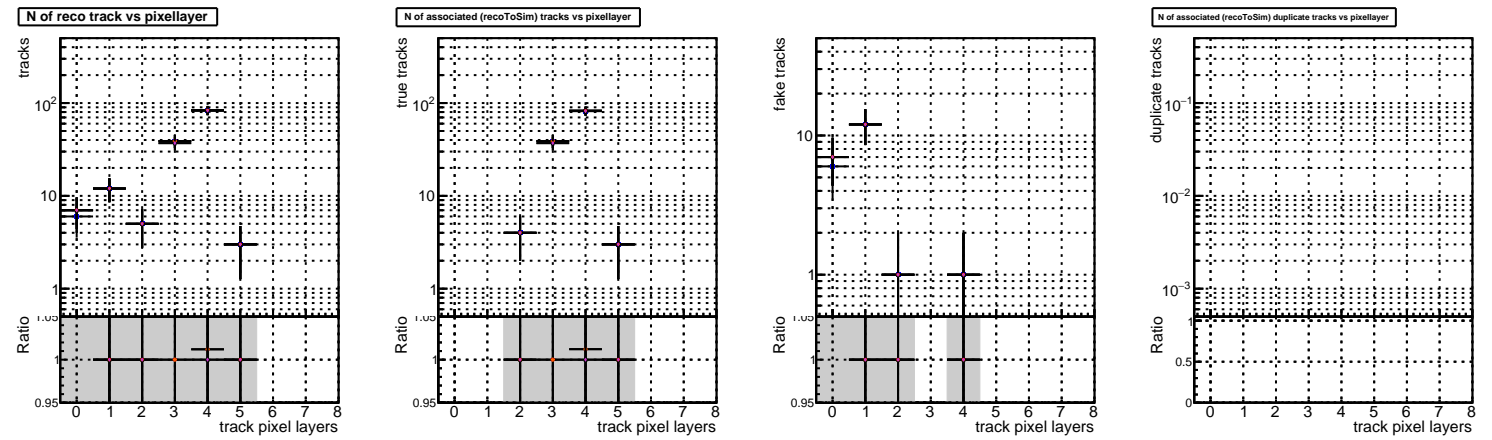 N of reco track vs pixellayer
tracks
10²
10
1
Ratio
1.05
1
0.95
0 1 2 3 4 5 6 7 8
track pixel layers
N of associated (recoToSim) tracks vs pixellayer
true tracks
10²
10
1
Ratio
1.05
1
0.95
0 1 2 3 4 5 6 7 8
track pixel layers
fake tracks
10
1
Ratio
1.05
1
0.95
0 1 2 3 4 5 6 7 8
track pixel layers
N of associated (recoToSim) duplicate tracks vs pixellayer
duplicate tracks
10⁻¹
10⁻²
10⁻³
Ratio
1
0.5
0
0 1 2 3 4 5 6 7 8
track pixel layers